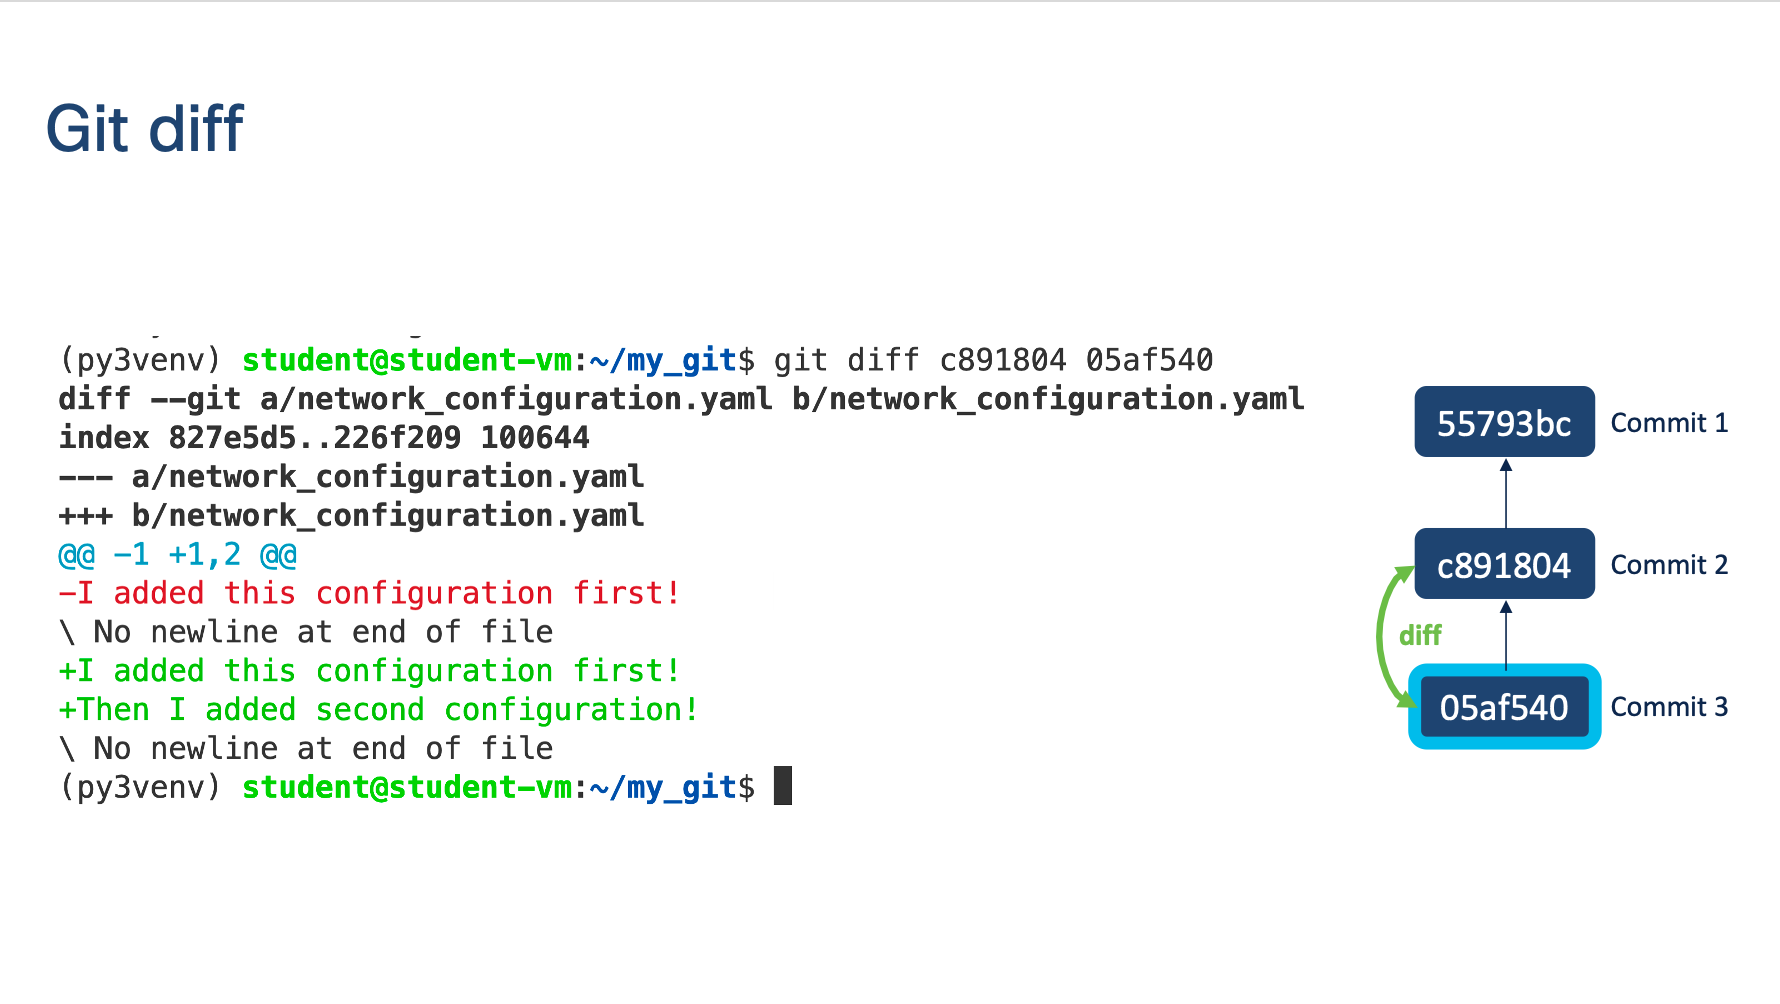 Git diff
(py3venv) student@student-vm:~/my_git$ git diff c891804 05af540
diff --git a/network_configuration.yaml b/network_configuration.yaml
index 827e5d5..226f209 100644
--- a/network_configuration.yaml
+++ b/network_configuration.yaml
@@ -1 +1,2 @@
-I added this configuration first!
\ No newline at end of file
+I added this configuration first!
+Then I added second configuration!
\ No newline at end of file
(py3venv) student@student-vm:~/my_git$
55793bc Commit 1
c891804 Commit 2
diff
05af540 Commit 3